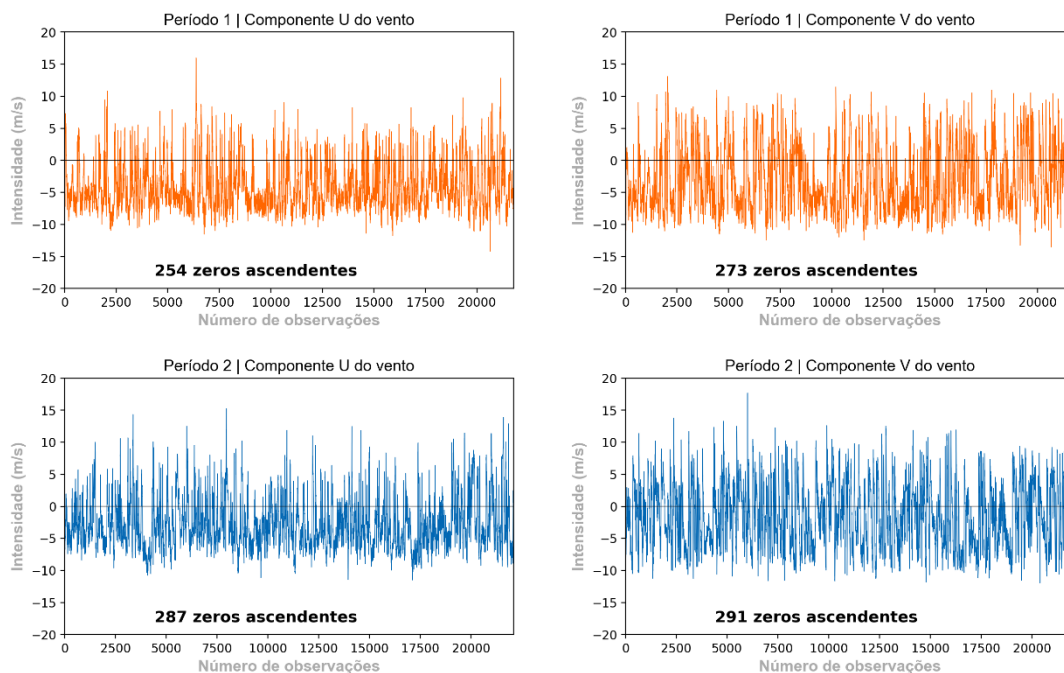 Período 1 | Componente U do vento
20
15
10
5
0
−5
−10
−15
−20
Intensidade (m/s)
254 zeros ascendentes
0 2500 5000 7500 10000 12500 15000 17500 20000
Número de observações
Período 1 | Componente V do vento
20
15
10
5
0
−5
−10
−15
−20
Intensidade (m/s)
273 zeros ascendentes
0 2500 5000 7500 10000 12500 15000 17500 20000
Número de observações
Período 2 | Componente U do vento
20
15
10
5
0
−5
−10
−15
−20
Intensidade (m/s)
287 zeros ascendentes
0 2500 5000 7500 10000 12500 15000 17500 20000
Número de observações
Período 2 | Componente V do vento
20
15
10
5
0
−5
−10
−15
−20
Intensidade (m/s)
291 zeros ascendentes
0 2500 5000 7500 10000 12500 15000 17500 20000
Número de observações